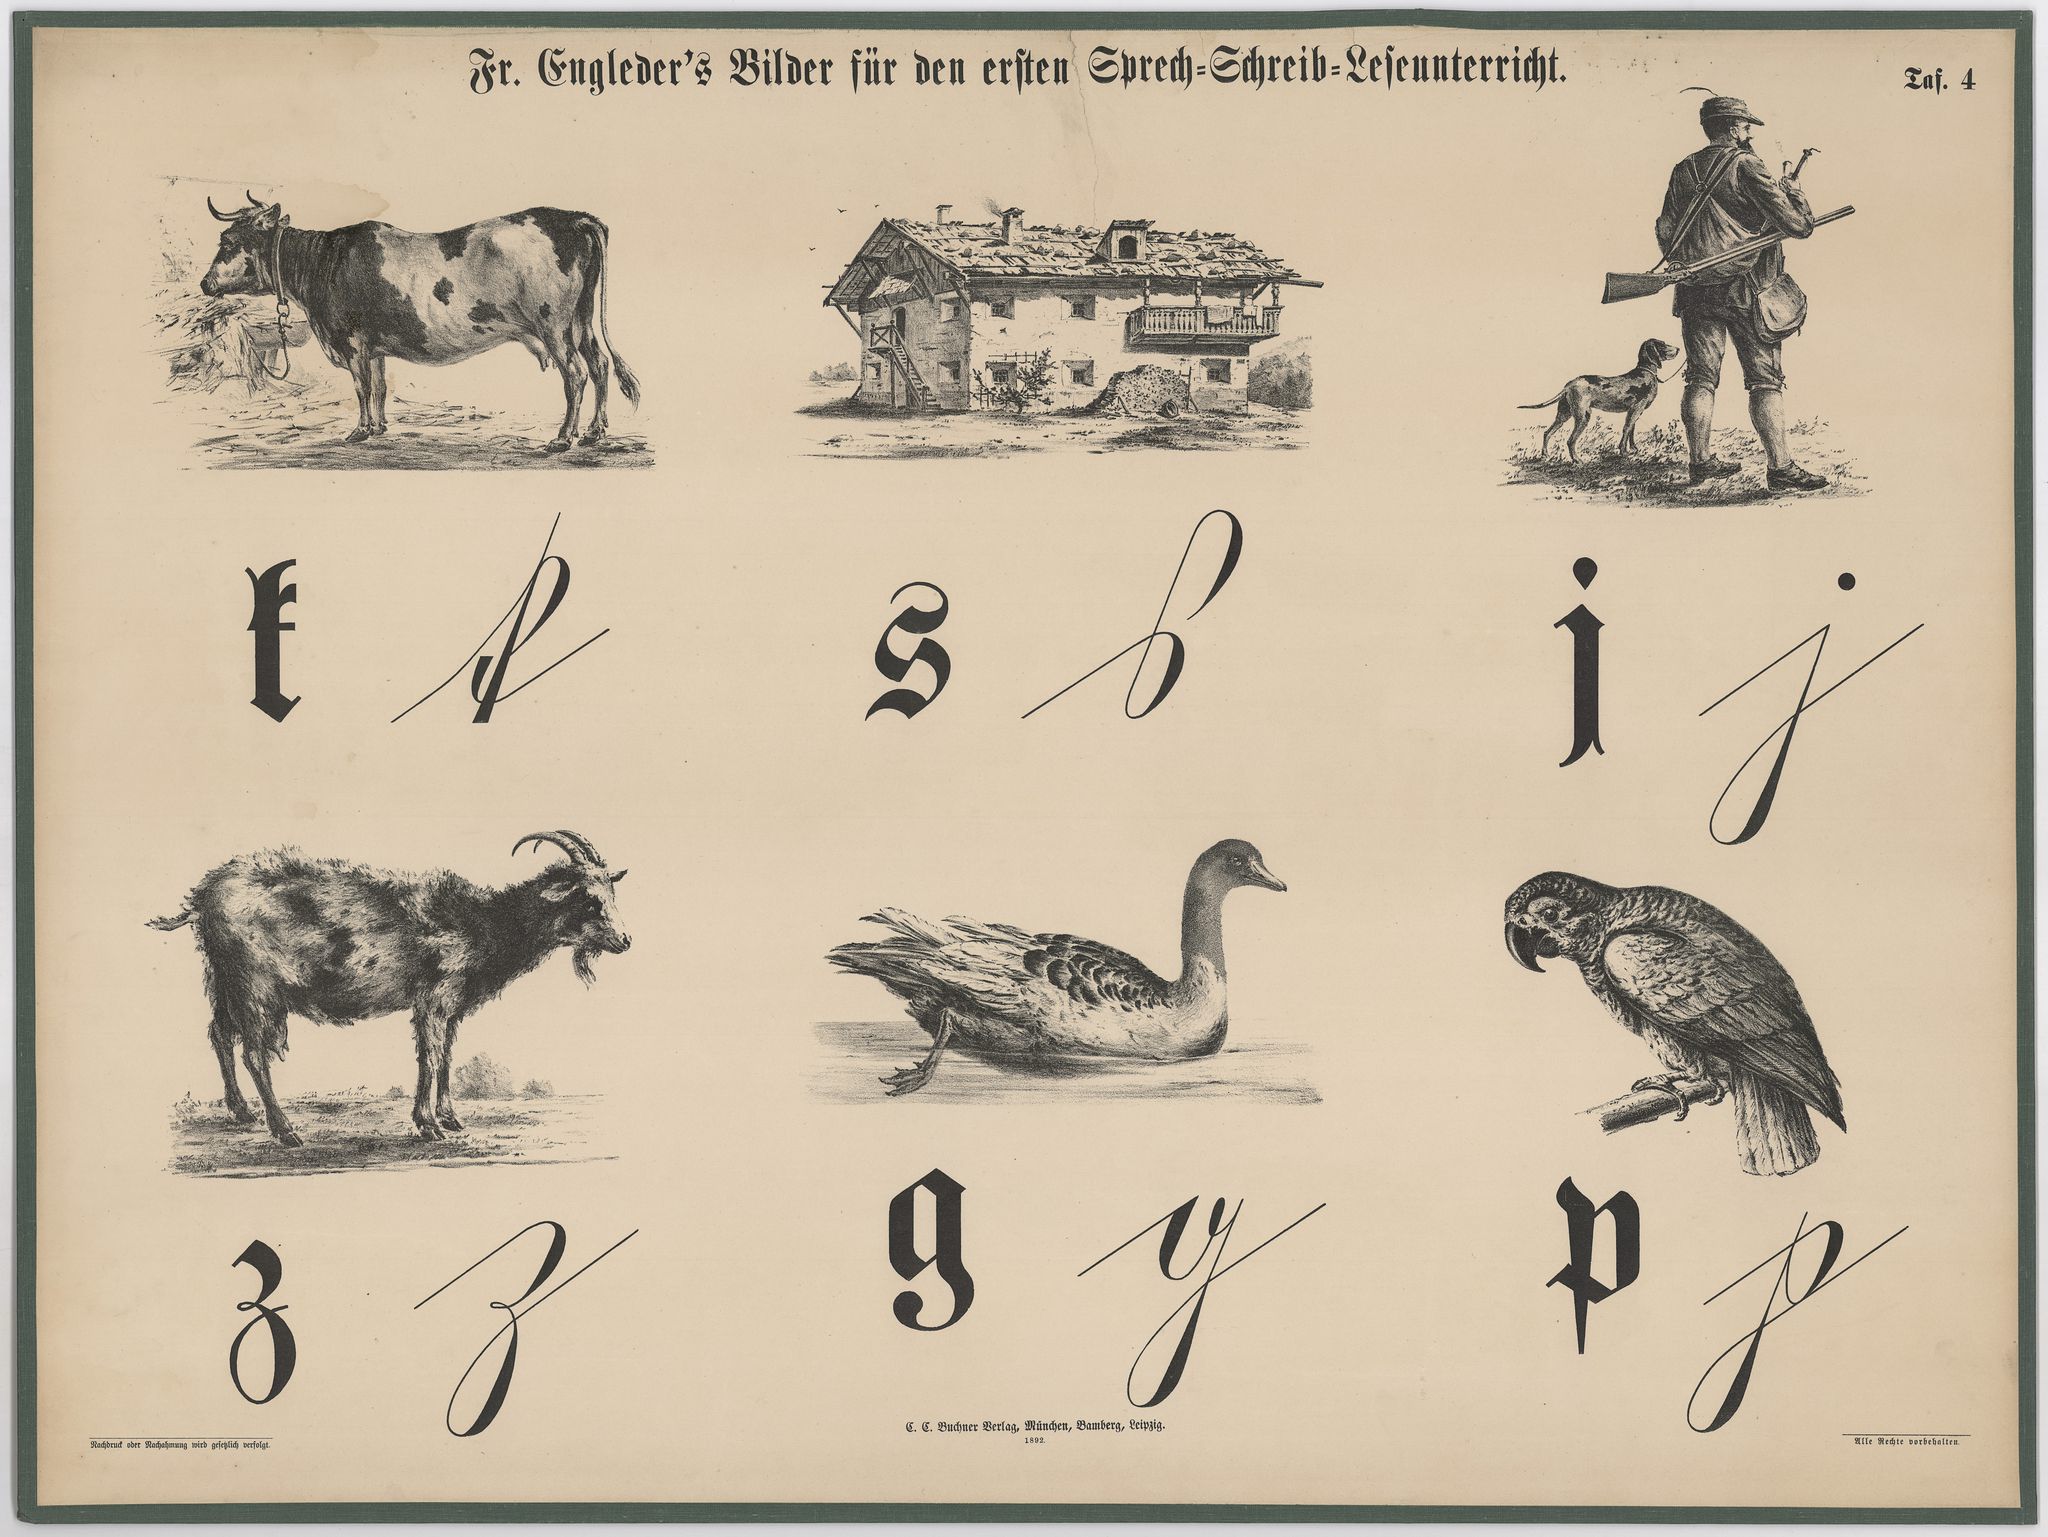 Fr. Engleder's Bilder für den ersten Sprech-Schreib-Leseunterricht.
Taf. 4
k k
s s
j j
z z
g g
p p
C. C. Buchner Verlag, München, Bamberg, Leipzig.
1892.
Nachdruck oder Nachahmung wird gesetzlich verfolgt.
Alle Rechte vorbehalten.